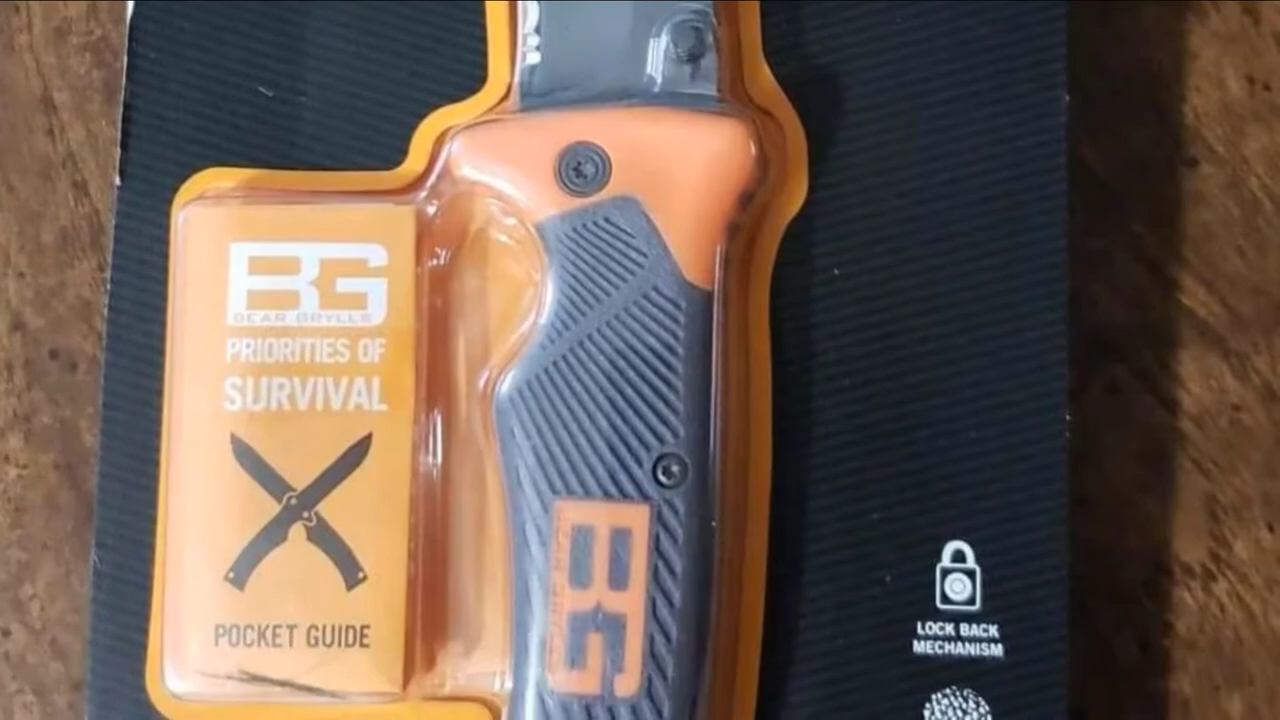 BG
BEAR GRYLLS
PRIORITIES OF
SURVIVAL
POCKET GUIDE
BG
LOCK BACK
MECHANISM